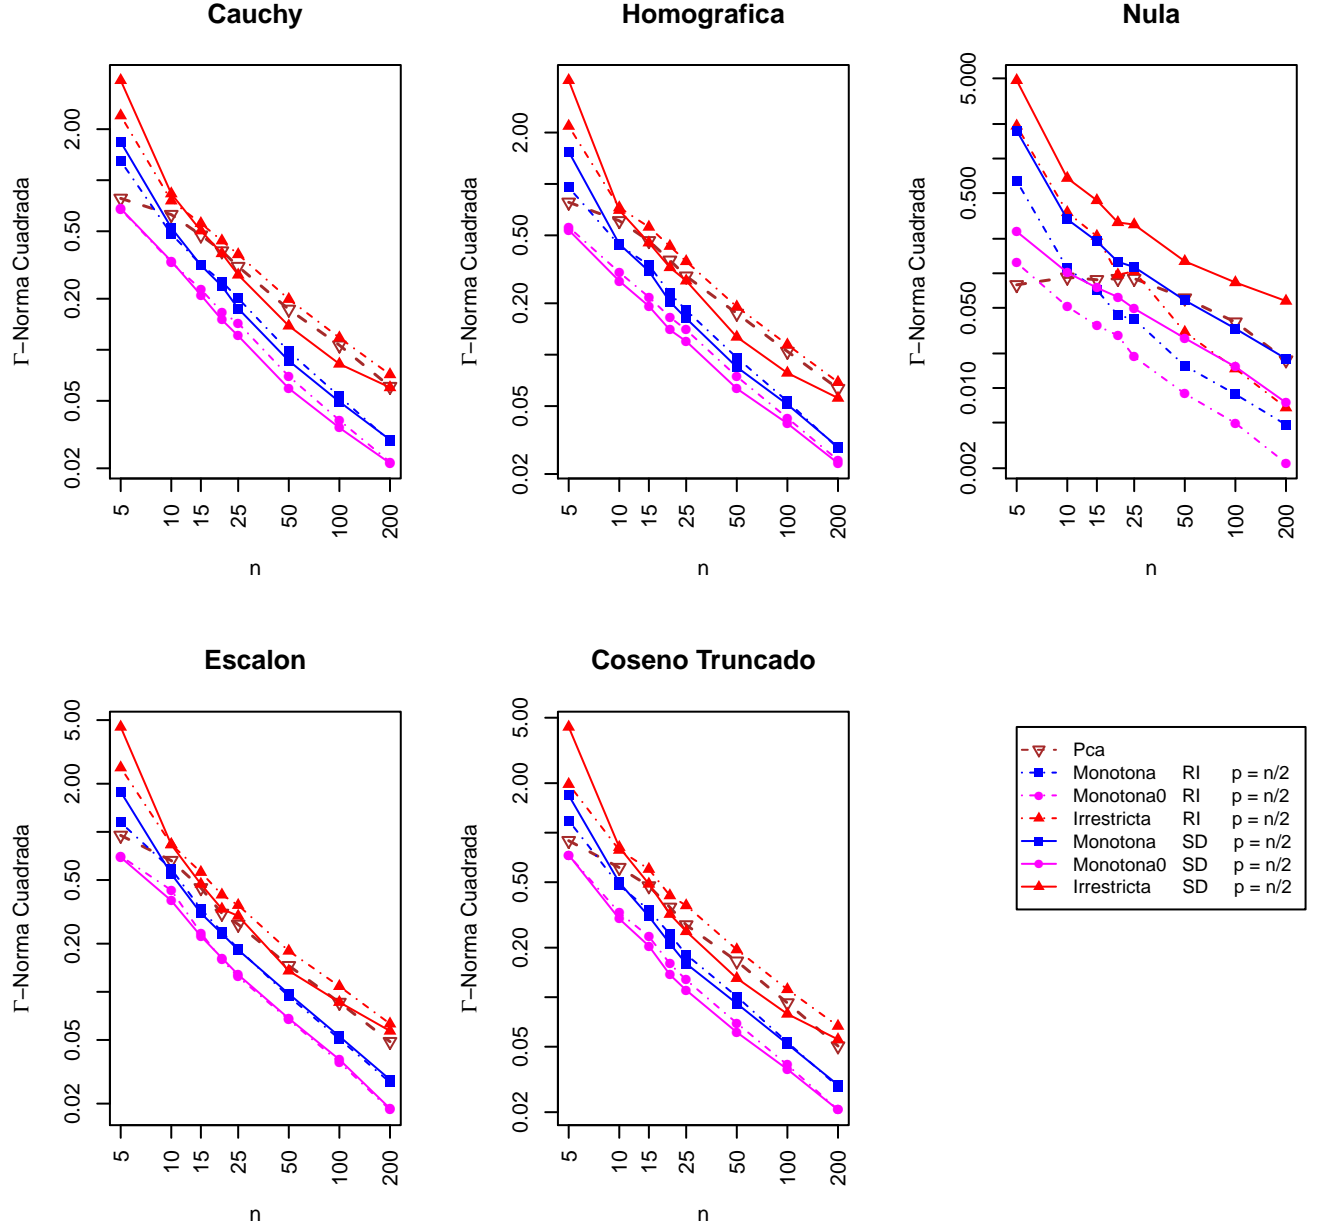 Cauchy
Γ−Norma Cuadrada
2.00
0.50
0.20
0.05
0.02
5
10
15
25
50
100
200
n
Homografica
Γ−Norma Cuadrada
2.00
0.50
0.20
0.05
0.02
5
10
15
25
50
100
200
n
Nula
Γ−Norma Cuadrada
5.000
0.500
0.050
0.010
0.002
5
10
15
25
50
100
200
n
Escalon
Γ−Norma Cuadrada
5.00
2.00
0.50
0.20
0.05
0.02
5
10
15
25
50
100
200
n
Coseno Truncado
Γ−Norma Cuadrada
5.00
2.00
0.50
0.20
0.05
0.02
5
10
15
25
50
100
200
n
Pca
Monotona RI p = n/2
Monotona0 RI p = n/2
Irrestricta RI p = n/2
Monotona SD p = n/2
Monotona0 SD p = n/2
Irrestricta SD p = n/2